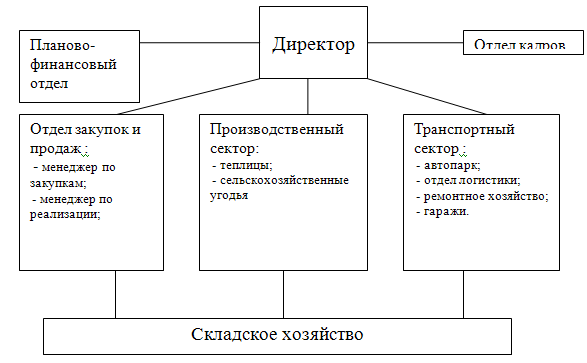 Директор
Планово-
финансовый
отдел
Отдел кадров
Отдел закупок и
продаж :
- менеджер по
закупкам;
- менеджер по
реализации;
Производственный
сектор:
- теплицы;
- сельскохозяйственные
угодья
Транспортный
сектор :
- автопарк;
- отдел логистики;
- ремонтное хозяйство;
- гаражи.
Складское хозяйство